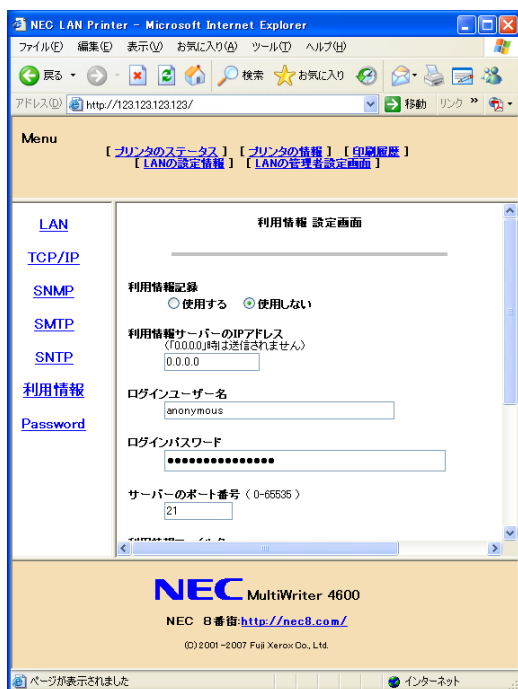 NEC LAN Printer - Microsoft Internet Explorer
ファイル(F) 編集(E) 表示(V) お気に入り(A) ツール(T) ヘルプ(H)
戻る 検索 お気に入り
アドレス(D) http://123.123.123.123/ 移動 リンク »
Menu
[ プリンタのステータス ] [ プリンタの情報 ] [ 印刷履歴 ]
[ LANの設定情報 ] [ LANの管理者設定画面 ]
LAN
TCP/IP
SNMP
SMTP
SNTP
利用情報
Password
利用情報 設定画面
利用情報記録
使用する 使用しない
利用情報サーバーのIPアドレス
(「0.0.0.0」時は送信されません)
0.0.0.0
ログインユーザー名
anonymous
ログインパスワード
●●●●●●●●●●●●●●●
サーバーのポート番号 ( 0-65535 )
21
NEC MultiWriter 4600
NEC 8番街:http://nec8.com/
(C)2001-2007 Fuji Xerox Co., Ltd.
ページが表示されました インターネット